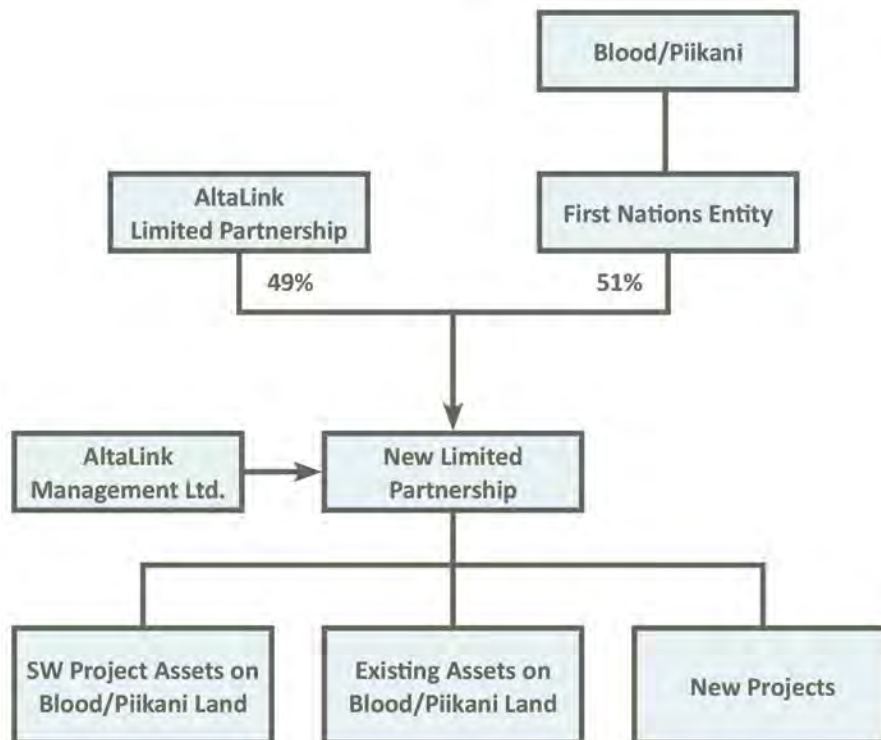 Blood/Piikani
AltaLink
Limited Partnership
First Nations Entity
49%
51%
AltaLink
Management Ltd.
New Limited
Partnership
SW Project Assets on
Blood/Piikani Land
Existing Assets on
Blood/Piikani Land
New Projects